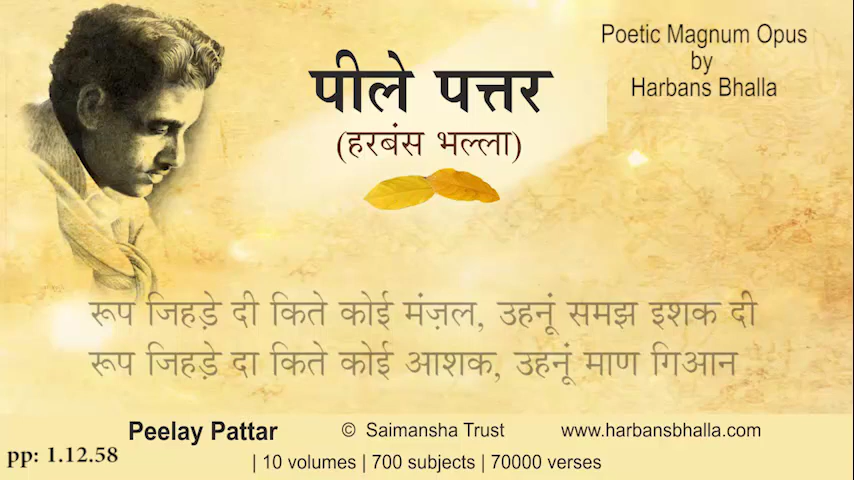 पीले पत्तर
(हरबंस भल्ला)
Poetic Magnum Opus
by
Harbans Bhalla
रूप जिहड़े दी किते कोई मंज़ल, उहनूं समझ इशक दी
रूप जिहड़े दा किते कोई आशक, उहनूं माण गिआन
Peelay Pattar © Saimansha Trust www.harbansbhalla.com
pp: 1.12.58
| 10 volumes | 700 subjects | 70000 verses